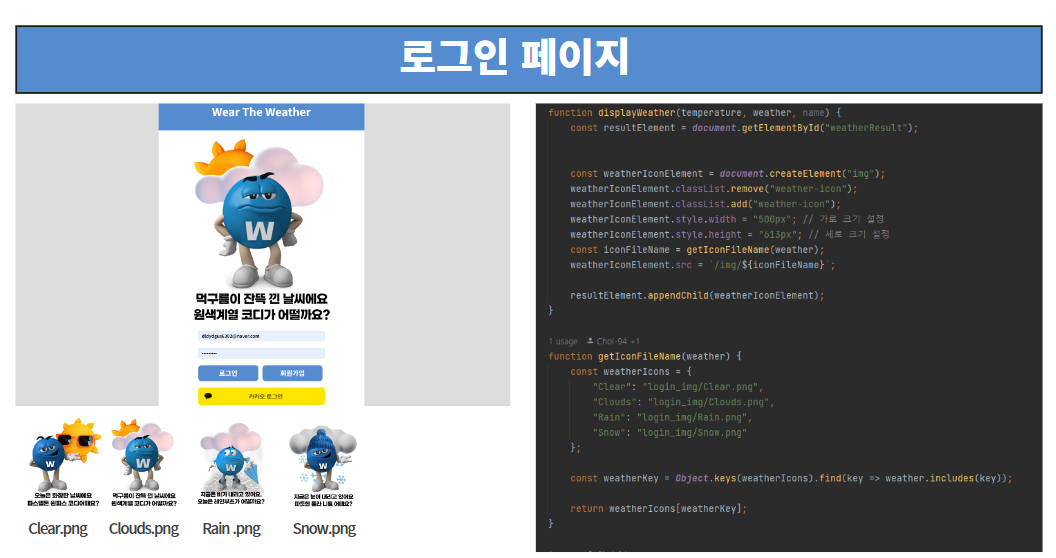 로그인 페이지
Wear The Weather
W
먹구름이 잔뜩 낀 날씨에요
원색계열 코디가 어떨까요?
didydgus6302@naver.com
로그인
회원가입
카카오 로그인
W
오늘은 화창한 날씨에요
파스텔톤 원피스 코디어때요?
Clear.png
W
먹구름이 잔뜩 낀 날씨에요
원색계열 코디가 어떨까요?
Clouds.png
W
지금은 비가 내리고 있어요.
오늘은 레인부츠가 어떨까요?
Rain .png
W
지금은 눈이 내리고 있어요
따뜻한 폴라 니트 어때요?
Snow.png
function displayWeather(temperature, weather, name) {
const resultElement = document.getElementById("weatherResult");
const weatherIconElement = document.createElement("img");
weatherIconElement.classList.remove("weather-icon");
weatherIconElement.classList.add("weather-icon");
weatherIconElement.style.width = "500px"; // 가로 크기 설정
weatherIconElement.style.height = "613px"; // 세로 크기 설정
const iconFileName = getIconFileName(weather);
weatherIconElement.src = `/img/${iconFileName}`;
resultElement.appendChild(weatherIconElement);
}
1 usage Choi-94 +1
function getIconFileName(weather) {
const weatherIcons = {
"Clear": "login_img/Clear.png",
"Clouds": "login_img/Clouds.png",
"Rain": "login_img/Rain.png",
"Snow": "login_img/Snow.png"
};
const weatherKey = Object.keys(weatherIcons).find(key => weather.includes(key));
return weatherIcons[weatherKey];
}